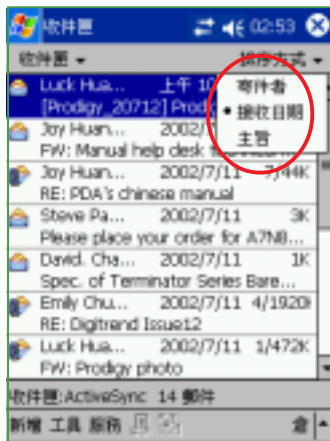 收件匣 02:53
收件匣 排序方式
Luck Hua... 上午 10
[Prodigy_20712] Prod
寄件者
接收日期
主旨
Joy Huan... 2002/7
FW: Manual help desk
Joy Huan... 2002/7/11 7/44K
RE: PDA's chinese manual
Steve Pa... 2002/7/11 3K
Please place your order for A7N8...
David. Cha... 2002/7/11 1K
Spec. of Terminator Series Bare...
Emily Chu... 2002/7/11 4/1920K
RE: Digitrend Issue12
Luck Hua... 2002/7/11 1/472K
FW: Prodigy photo
收件匣:ActiveSync 14 郵件
新增 工具 服務 倉